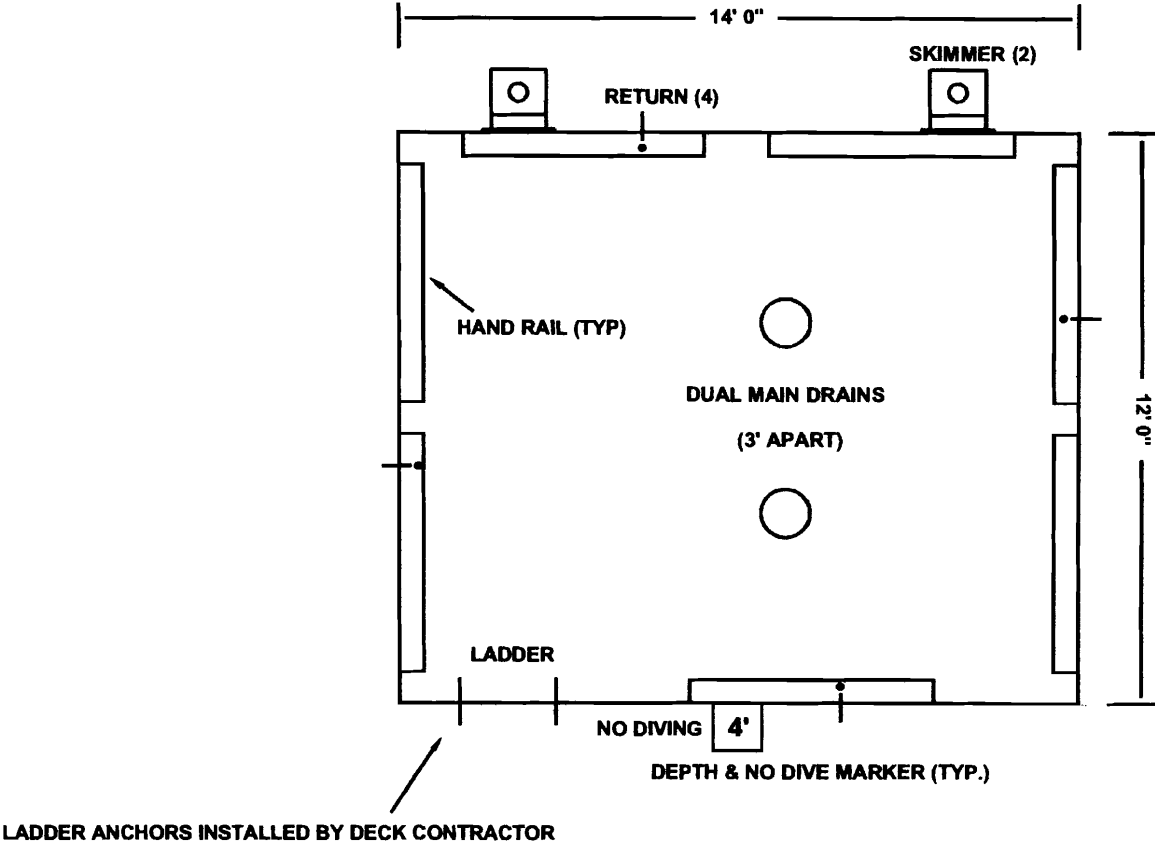 14' 0"
SKIMMER (2)
RETURN (4)
HAND RAIL (TYP)
DUAL MAIN DRAINS
(3' APART)
12' 0"
LADDER
NO DIVING
4'
DEPTH & NO DIVE MARKER (TYP.)
LADDER ANCHORS INSTALLED BY DECK CONTRACTOR